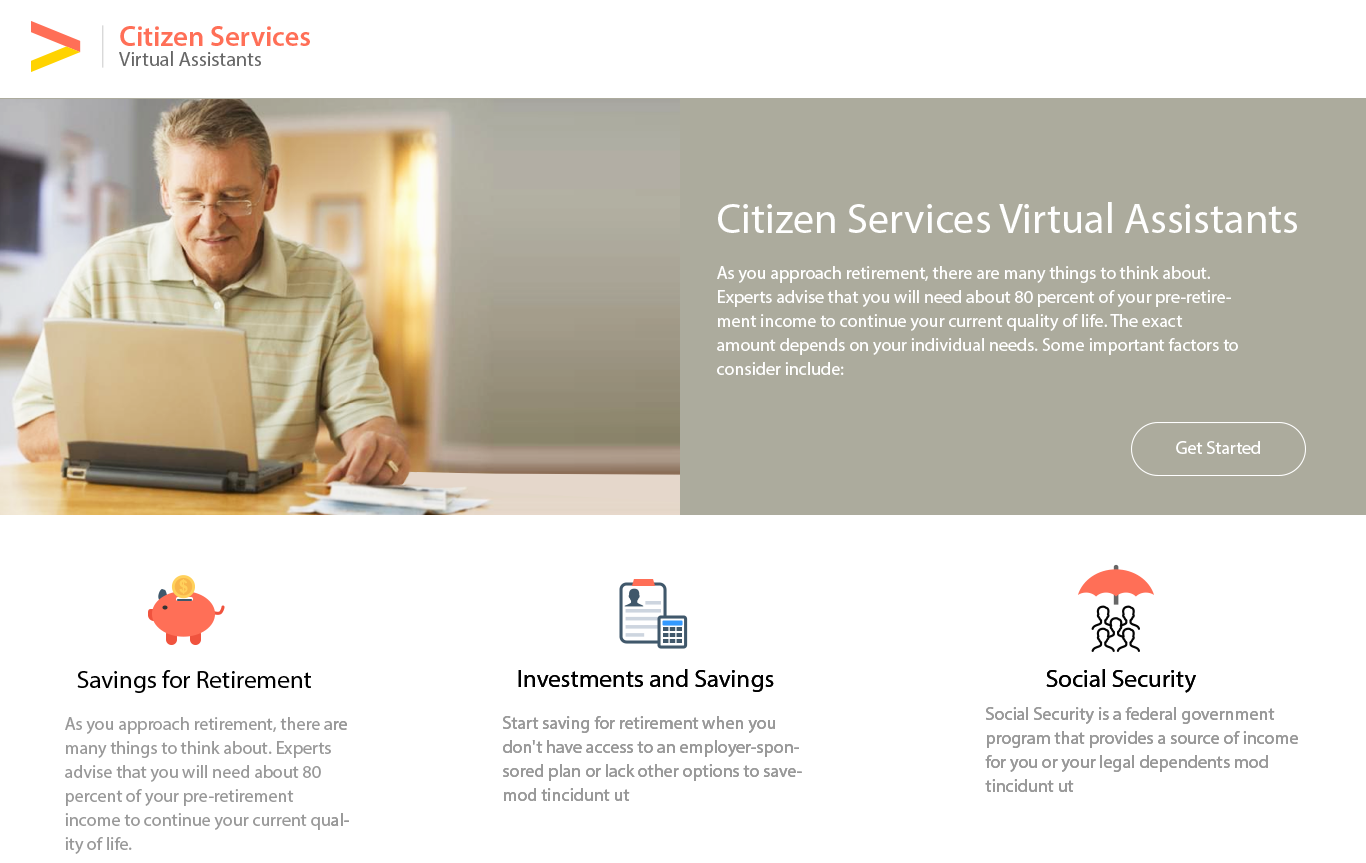 Citizen Services
Virtual Assistants
Citizen Services Virtual Assistants
As you approach retirement, there are many things to think about.
Experts advise that you will need about 80 percent of your pre-retire-
ment income to continue your current quality of life. The exact
amount depends on your individual needs. Some important factors to
consider include:
Get Started
$
Savings for Retirement
As you approach retirement, there are
many things to think about. Experts
advise that you will need about 80
percent of your pre-retirement
income to continue your current qual-
ity of life.
Investments and Savings
Start saving for retirement when you
don't have access to an employer-spon-
sored plan or lack other options to save-
mod tincidunt ut
Social Security
Social Security is a federal government
program that provides a source of income
for you or your legal dependents mod
tincidunt ut